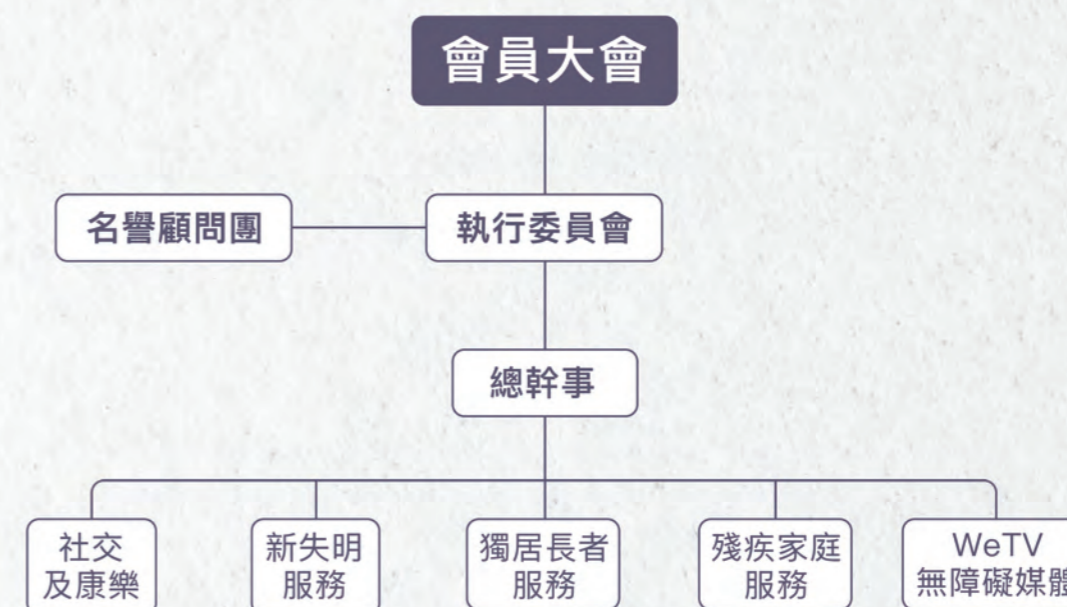 會員大會
名譽顧問團
執行委員會
總幹事
社交
及康樂
新失明
服務
獨居長者
服務
殘疾家庭
服務
WeTV
無障礙媒體